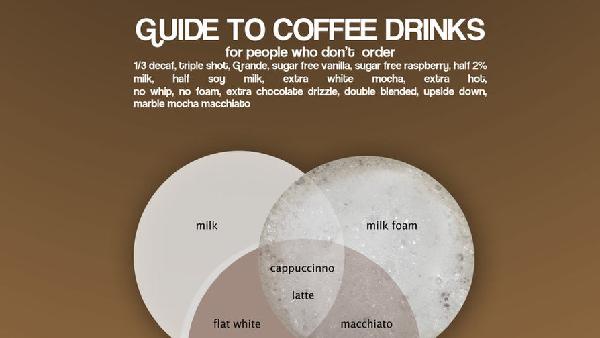 GUIDE TO COFFEE DRINKS
for people who don't order
1/3 decaf, triple shot, Grande, sugar free vanilla, sugar free raspberry, half 2%
milk, half soy milk, extra white mocha, extra hot,
no whip, no foam, extra chocolate drizzle, double blended, upside down,
marble mocha macchiato
milk
milk foam
cappuccinno
latte
flat white
macchiato